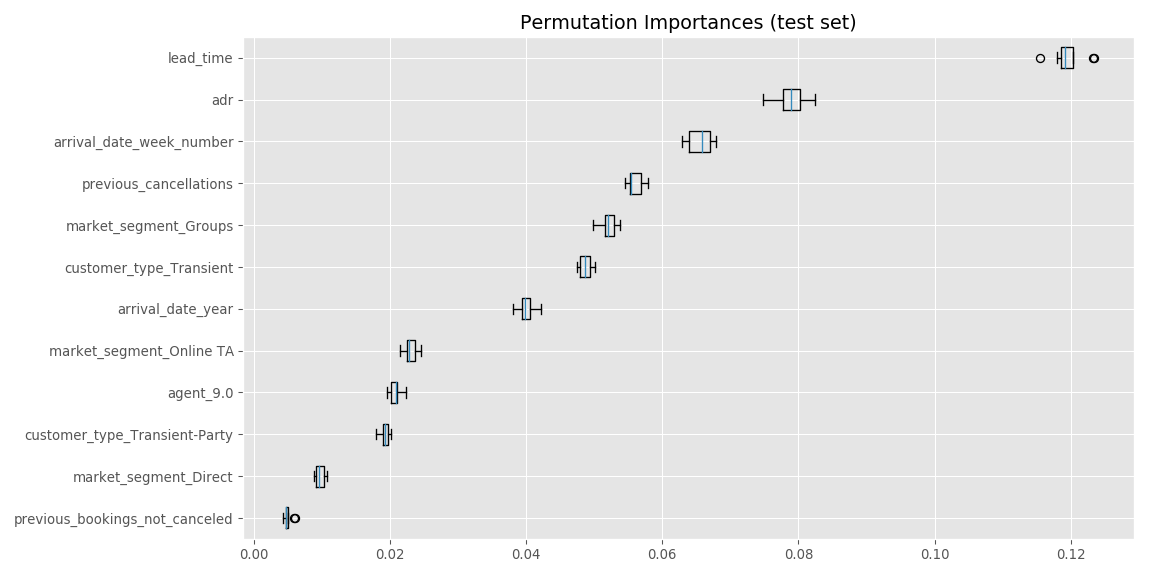 Permutation Importances (test set)
lead_time
adr
arrival_date_week_number
previous_cancellations
market_segment_Groups
customer_type_Transient
arrival_date_year
market_segment_Online TA
agent_9.0
customer_type_Transient-Party
market_segment_Direct
previous_bookings_not_canceled
0.00 0.02 0.04 0.06 0.08 0.10 0.12